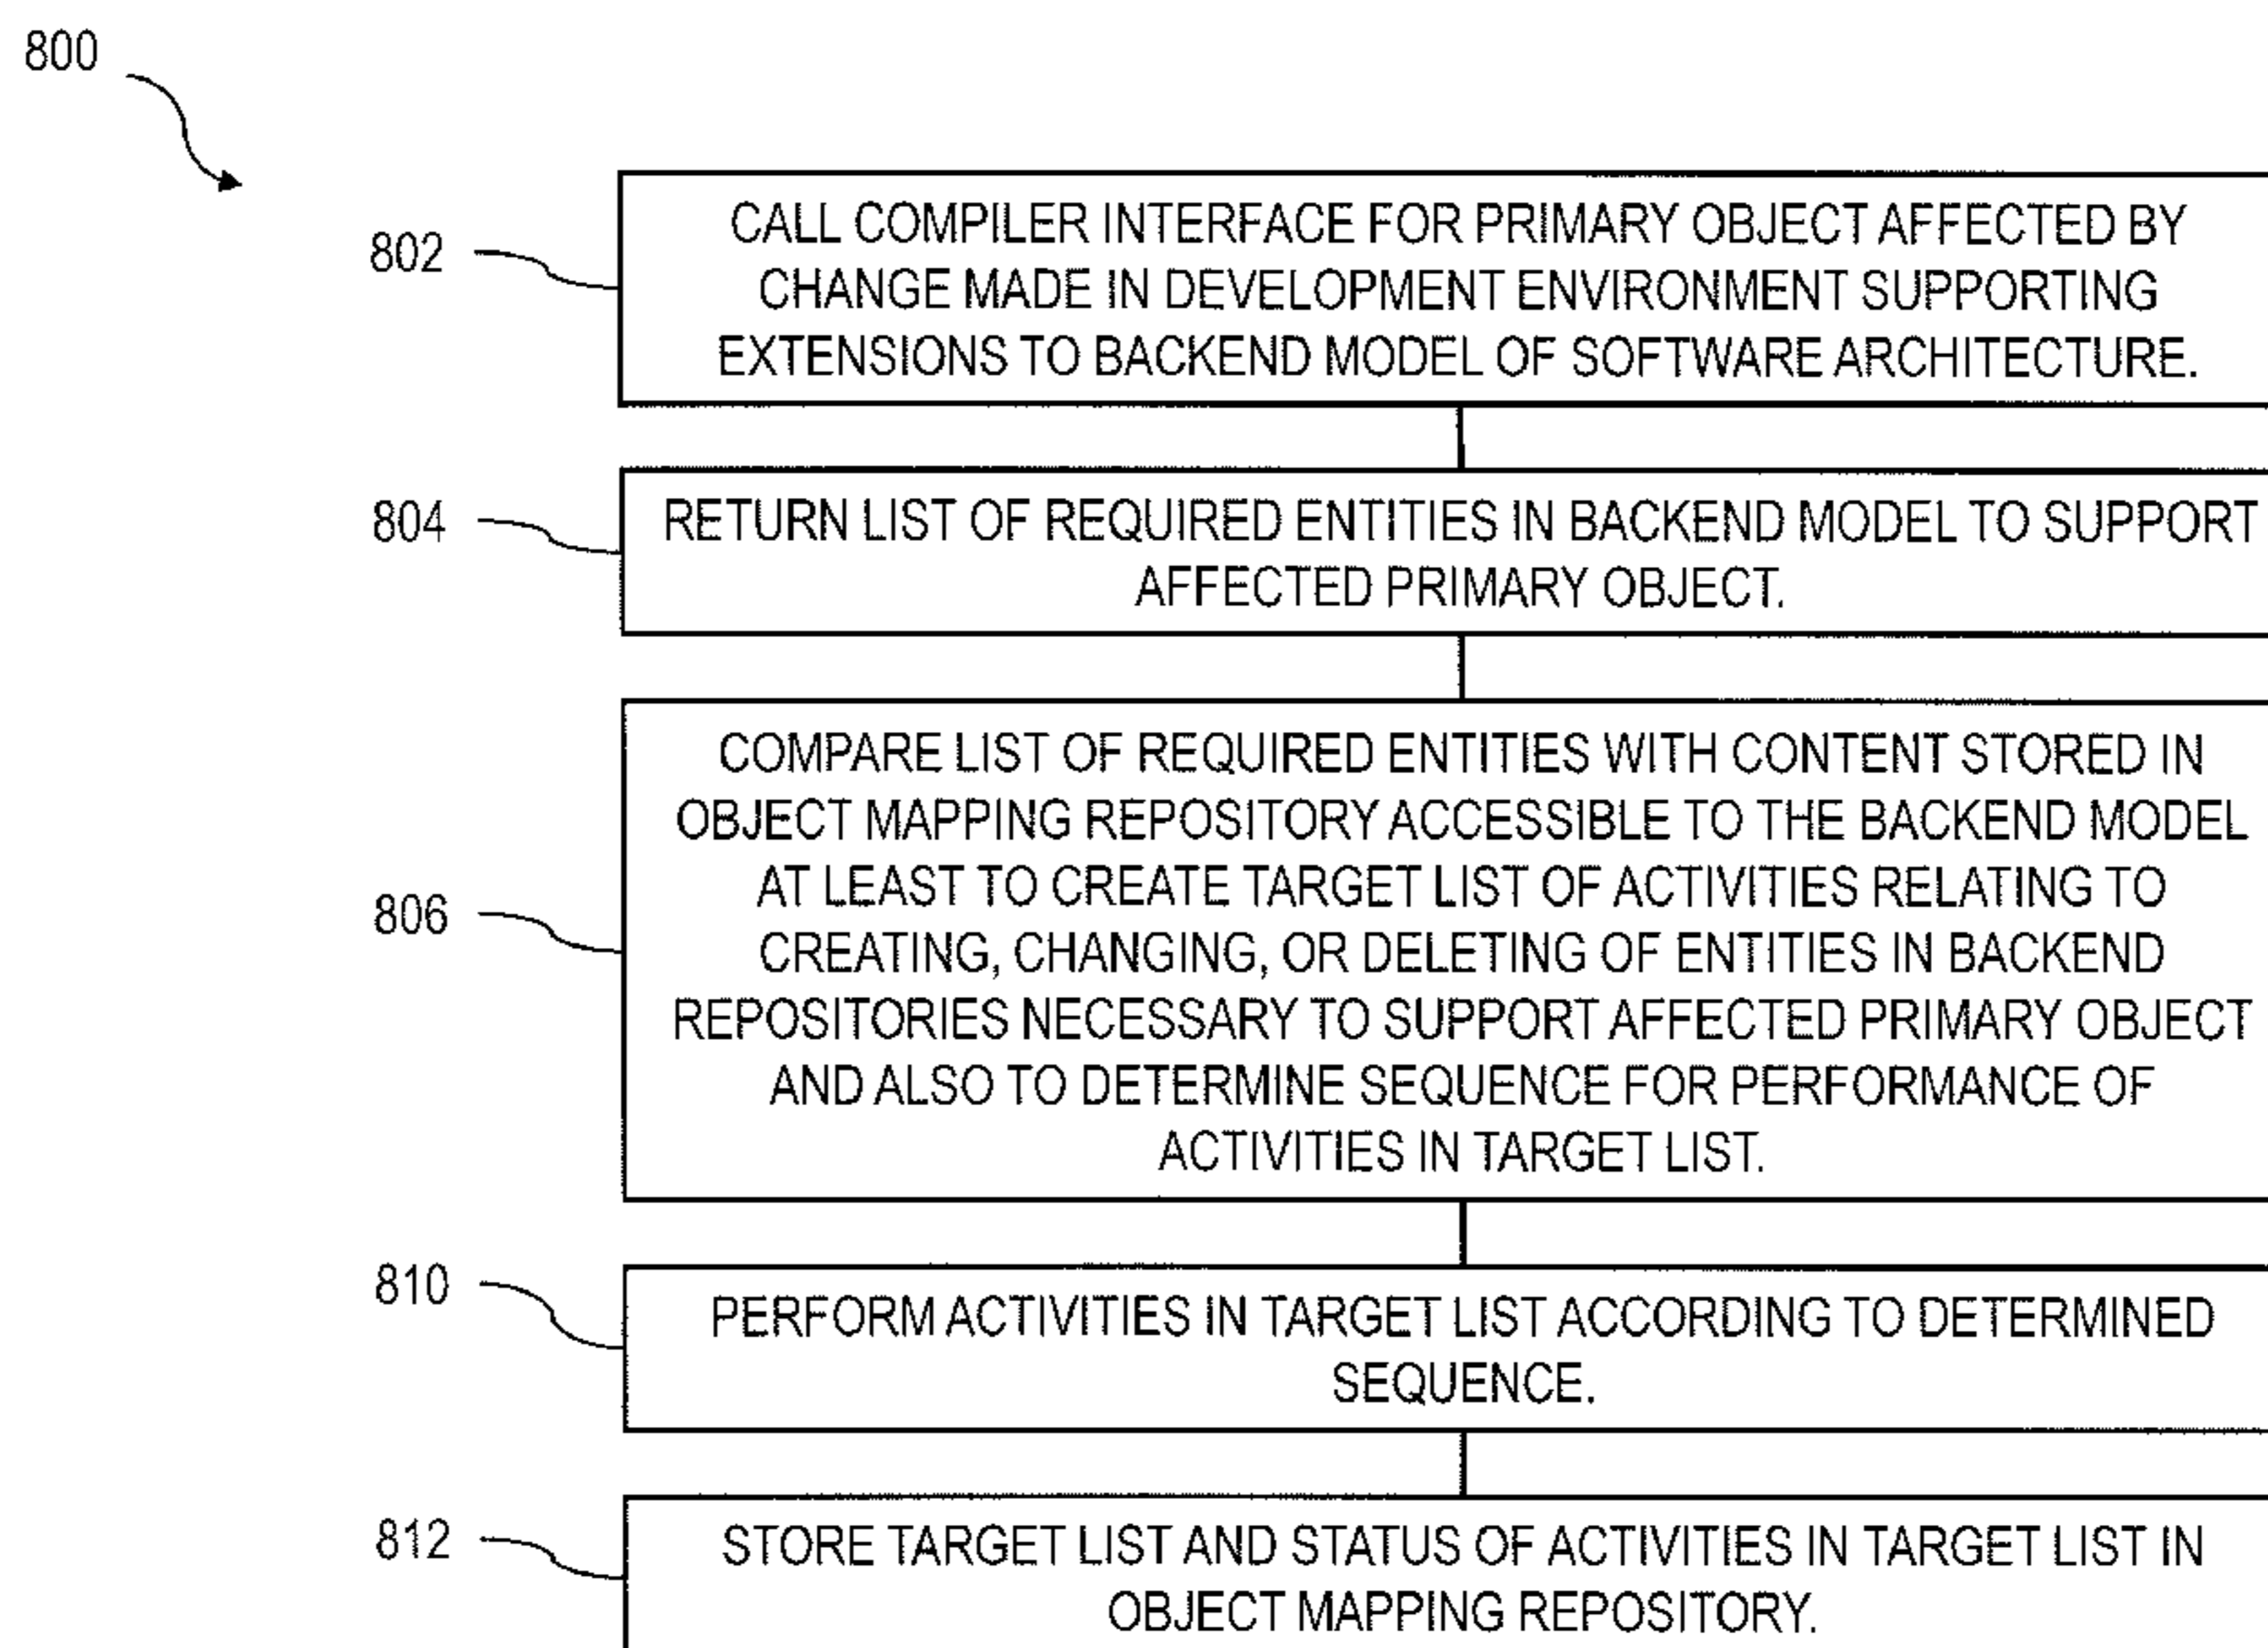 800
802
CALL COMPILER INTERFACE FOR PRIMARY OBJECT AFFECTED BY
CHANGE MADE IN DEVELOPMENT ENVIRONMENT SUPPORTING
EXTENSIONS TO BACKEND MODEL OF SOFTWARE ARCHITECTURE.
804
RETURN LIST OF REQUIRED ENTITIES IN BACKEND MODEL TO SUPPORT
AFFECTED PRIMARY OBJECT.
806
COMPARE LIST OF REQUIRED ENTITIES WITH CONTENT STORED IN
OBJECT MAPPING REPOSITORY ACCESSIBLE TO THE BACKEND MODEL
AT LEAST TO CREATE TARGET LIST OF ACTIVITIES RELATING TO
CREATING, CHANGING, OR DELETING OF ENTITIES IN BACKEND
REPOSITORIES NECESSARY TO SUPPORT AFFECTED PRIMARY OBJECT
AND ALSO TO DETERMINE SEQUENCE FOR PERFORMANCE OF
ACTIVITIES IN TARGET LIST.
810
PERFORM ACTIVITIES IN TARGET LIST ACCORDING TO DETERMINED
SEQUENCE.
812
STORE TARGET LIST AND STATUS OF ACTIVITIES IN TARGET LIST IN
OBJECT MAPPING REPOSITORY.